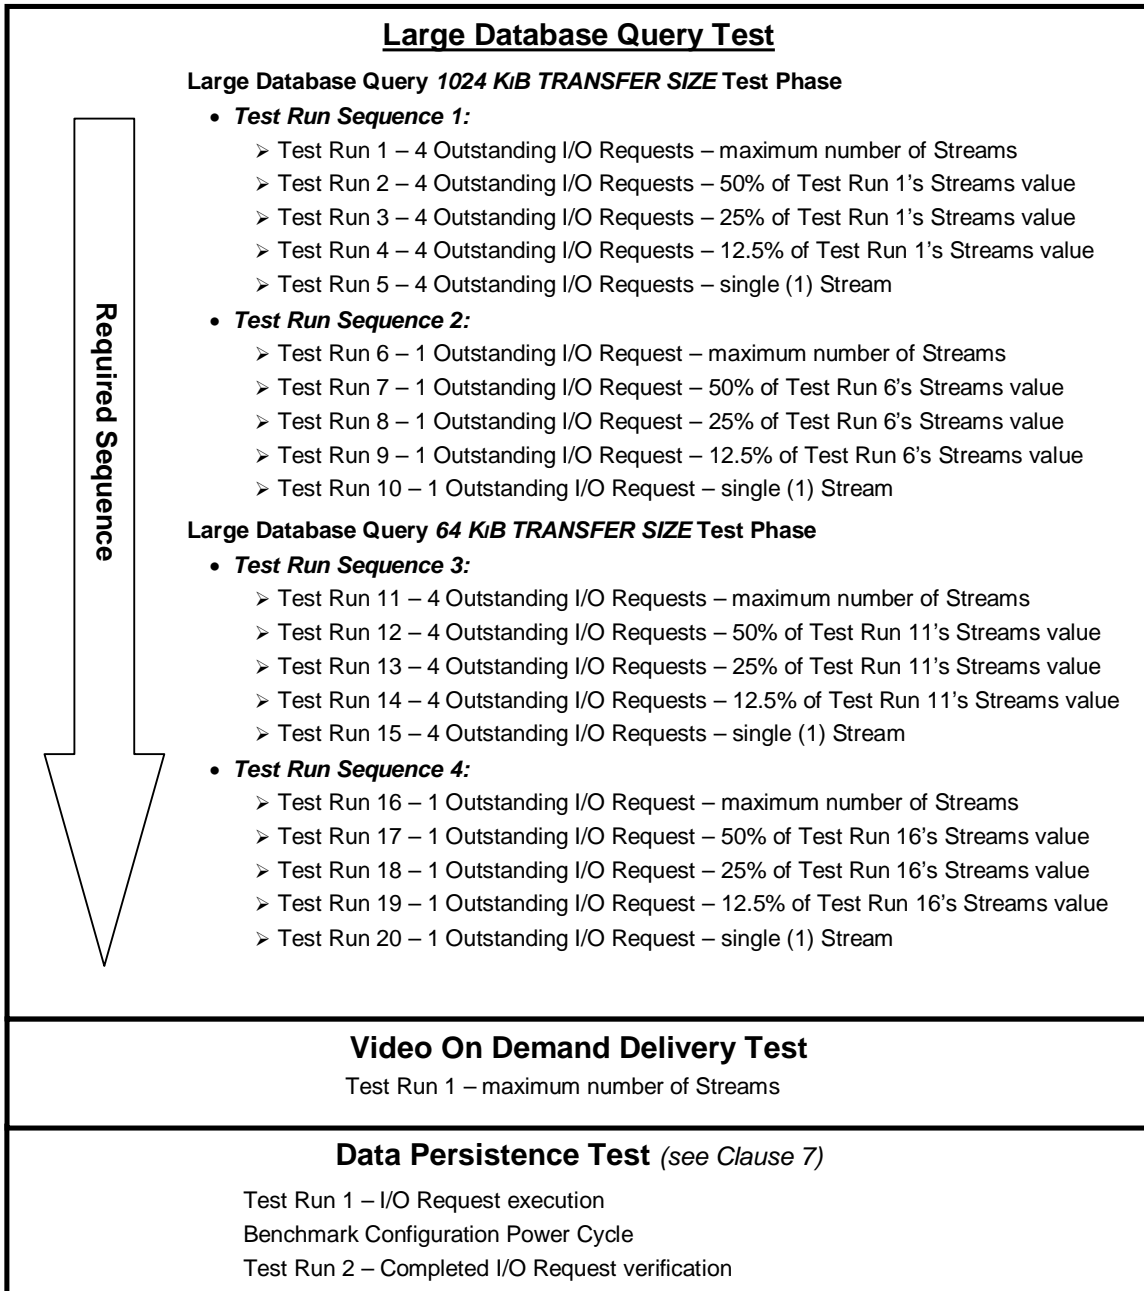 Large Database Query Test
Large Database Query 1024 KiB TRANSFER SIZE Test Phase
• Test Run Sequence 1:
➢ Test Run 1 – 4 Outstanding I/O Requests – maximum number of Streams
➢ Test Run 2 – 4 Outstanding I/O Requests – 50% of Test Run 1’s Streams value
➢ Test Run 3 – 4 Outstanding I/O Requests – 25% of Test Run 1’s Streams value
➢ Test Run 4 – 4 Outstanding I/O Requests – 12.5% of Test Run 1’s Streams value
➢ Test Run 5 – 4 Outstanding I/O Requests – single (1) Stream
• Test Run Sequence 2:
➢ Test Run 6 – 1 Outstanding I/O Request – maximum number of Streams
➢ Test Run 7 – 1 Outstanding I/O Request – 50% of Test Run 6’s Streams value
➢ Test Run 8 – 1 Outstanding I/O Request – 25% of Test Run 6’s Streams value
➢ Test Run 9 – 1 Outstanding I/O Request – 12.5% of Test Run 6’s Streams value
➢ Test Run 10 – 1 Outstanding I/O Request – single (1) Stream
Large Database Query 64 KiB TRANSFER SIZE Test Phase
• Test Run Sequence 3:
➢ Test Run 11 – 4 Outstanding I/O Requests – maximum number of Streams
➢ Test Run 12 – 4 Outstanding I/O Requests – 50% of Test Run 11’s Streams value
➢ Test Run 13 – 4 Outstanding I/O Requests – 25% of Test Run 11’s Streams value
➢ Test Run 14 – 4 Outstanding I/O Requests – 12.5% of Test Run 11’s Streams value
➢ Test Run 15 – 4 Outstanding I/O Requests – single (1) Stream
• Test Run Sequence 4:
➢ Test Run 16 – 1 Outstanding I/O Request – maximum number of Streams
➢ Test Run 17 – 1 Outstanding I/O Request – 50% of Test Run 16’s Streams value
➢ Test Run 18 – 1 Outstanding I/O Request – 25% of Test Run 16’s Streams value
➢ Test Run 19 – 1 Outstanding I/O Request – 12.5% of Test Run 16’s Streams value
➢ Test Run 20 – 1 Outstanding I/O Request – single (1) Stream
Required Sequence
Video On Demand Delivery Test
Test Run 1 – maximum number of Streams
Data Persistence Test (see Clause 7)
Test Run 1 – I/O Request execution
Benchmark Configuration Power Cycle
Test Run 2 – Completed I/O Request verification